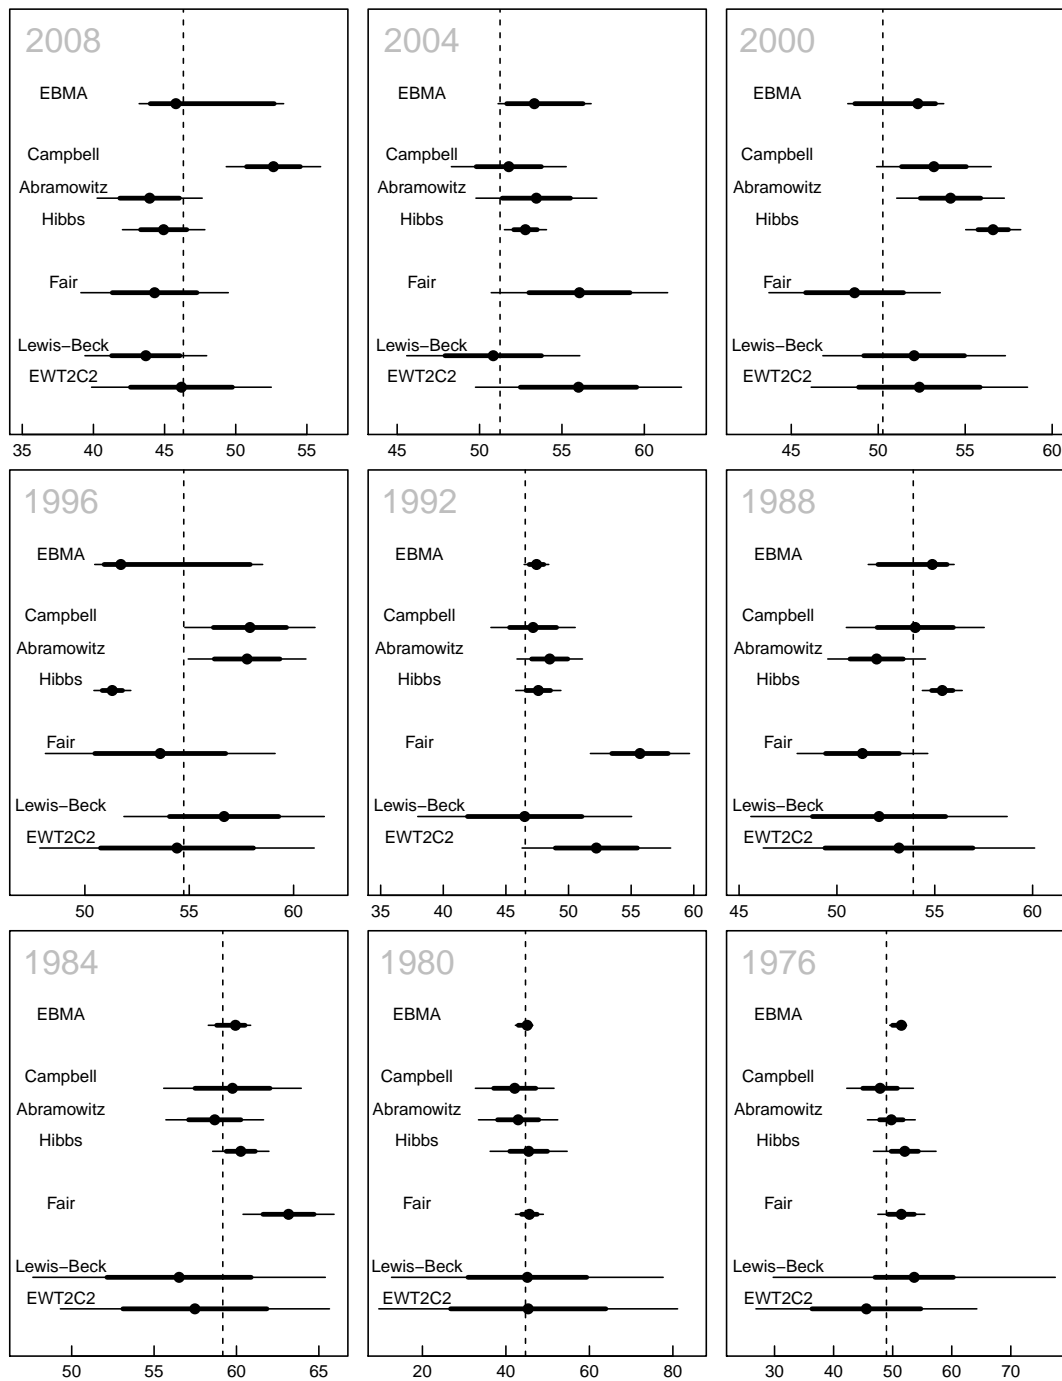 2008
EBMA
Campbell
Abramowitz
Hibbs
Fair
Lewis−Beck
EWT2C2
35 40 45 50 55
2004
EBMA
Campbell
Abramowitz
Hibbs
Fair
Lewis−Beck
EWT2C2
45 50 55 60
2000
EBMA
Campbell
Abramowitz
Hibbs
Fair
Lewis−Beck
EWT2C2
45 50 55 60
1996
EBMA
Campbell
Abramowitz
Hibbs
Fair
Lewis−Beck
EWT2C2
50 55 60
1992
EBMA
Campbell
Abramowitz
Hibbs
Fair
Lewis−Beck
EWT2C2
35 40 45 50 55 60
1988
EBMA
Campbell
Abramowitz
Hibbs
Fair
Lewis−Beck
EWT2C2
45 50 55 60
1984
EBMA
Campbell
Abramowitz
Hibbs
Fair
Lewis−Beck
EWT2C2
50 55 60 65
1980
EBMA
Campbell
Abramowitz
Hibbs
Fair
Lewis−Beck
EWT2C2
20 40 60 80
1976
EBMA
Campbell
Abramowitz
Hibbs
Fair
Lewis−Beck
EWT2C2
30 40 50 60 70